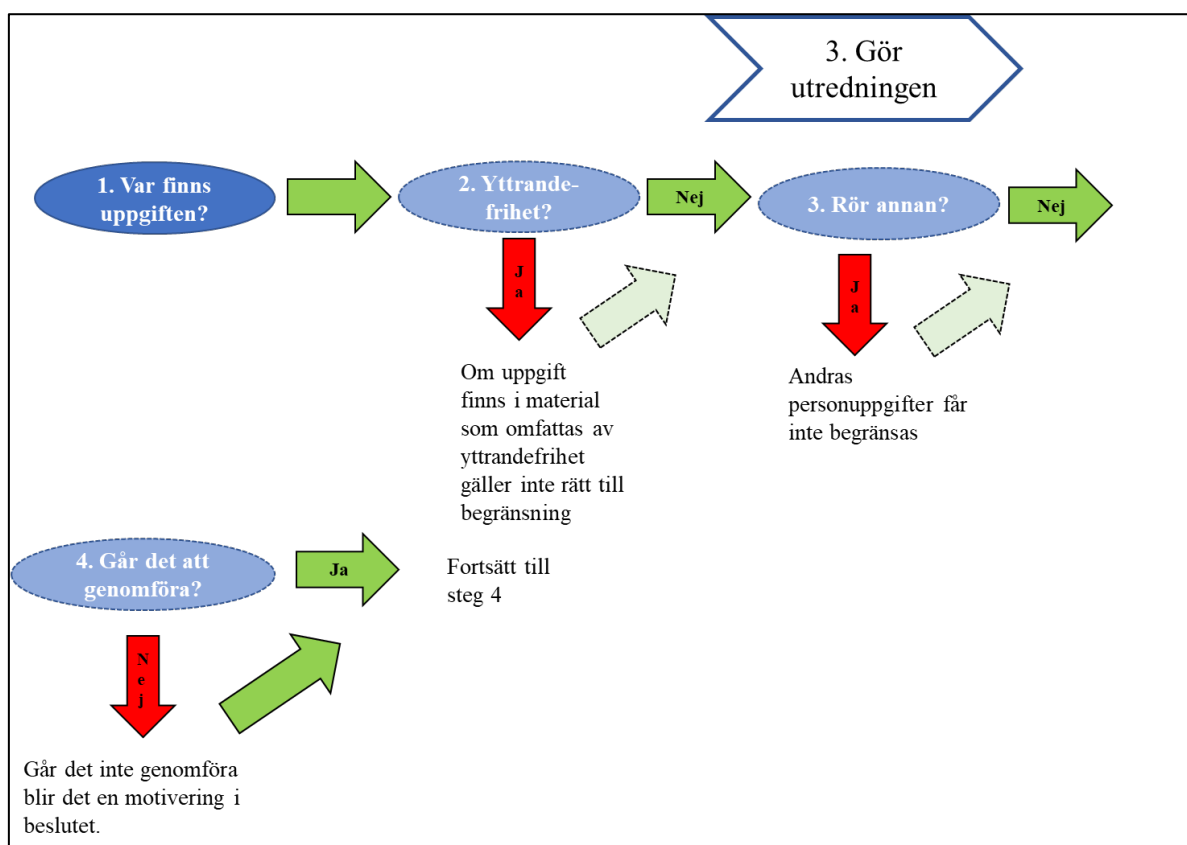 3. Gör
utredningen
1. Var finns
uppgiften?
2. Yttrande-
frihet?
Nej
3. Rör annan?
Nej
J
a
J
a
Om uppgift
finns i material
som omfattas av
yttrandefrihet
gäller inte rätt till
begränsning
Andras
personuppgifter får
inte begränsas
4. Går det att
genomföra?
Ja
Fortsätt till
steg 4
N
e
j
Går det inte genomföra
blir det en motivering i
beslutet.